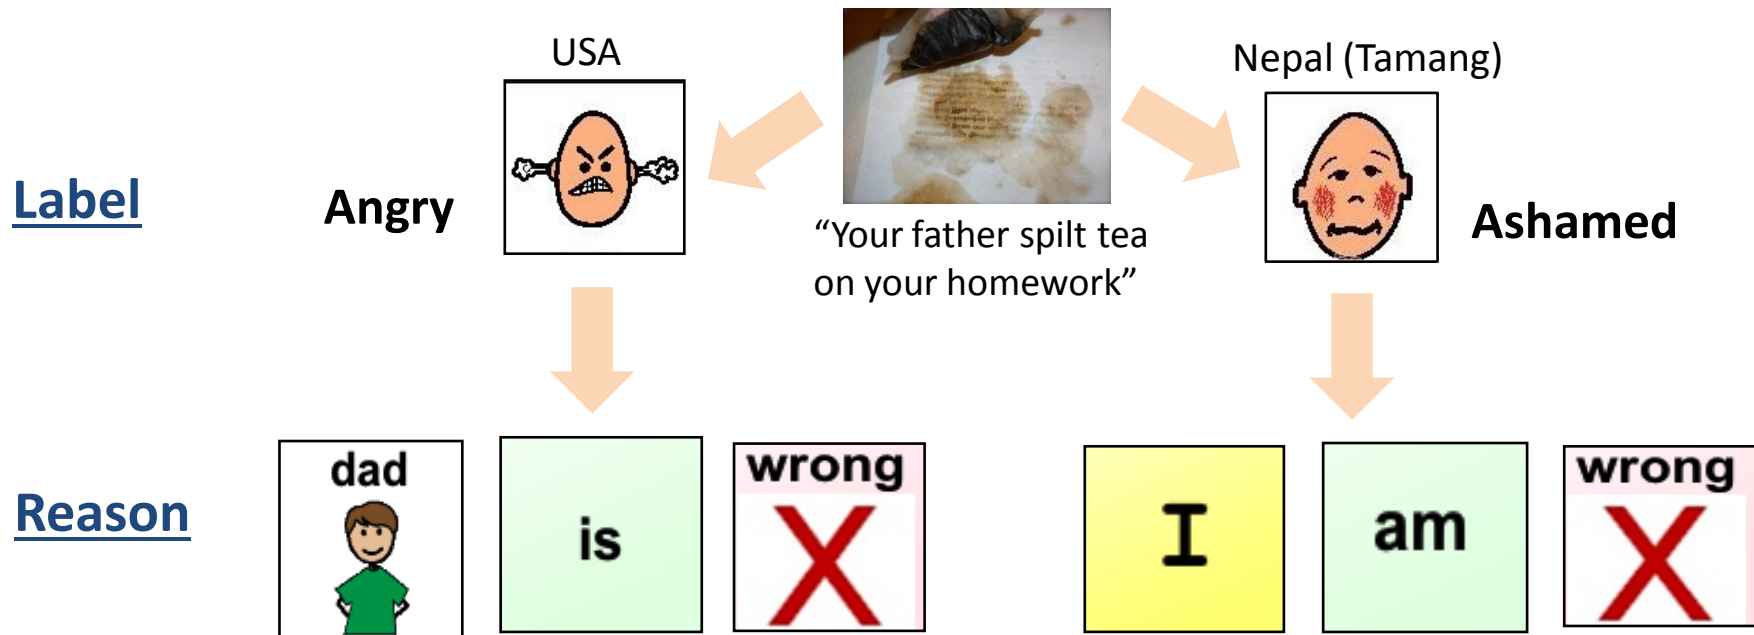 USA
Nepal (Tamang)
Label
Angry
Ashamed
“Your father spilt tea
on your homework”
Reason
dad
is
wrong
I
am
wrong